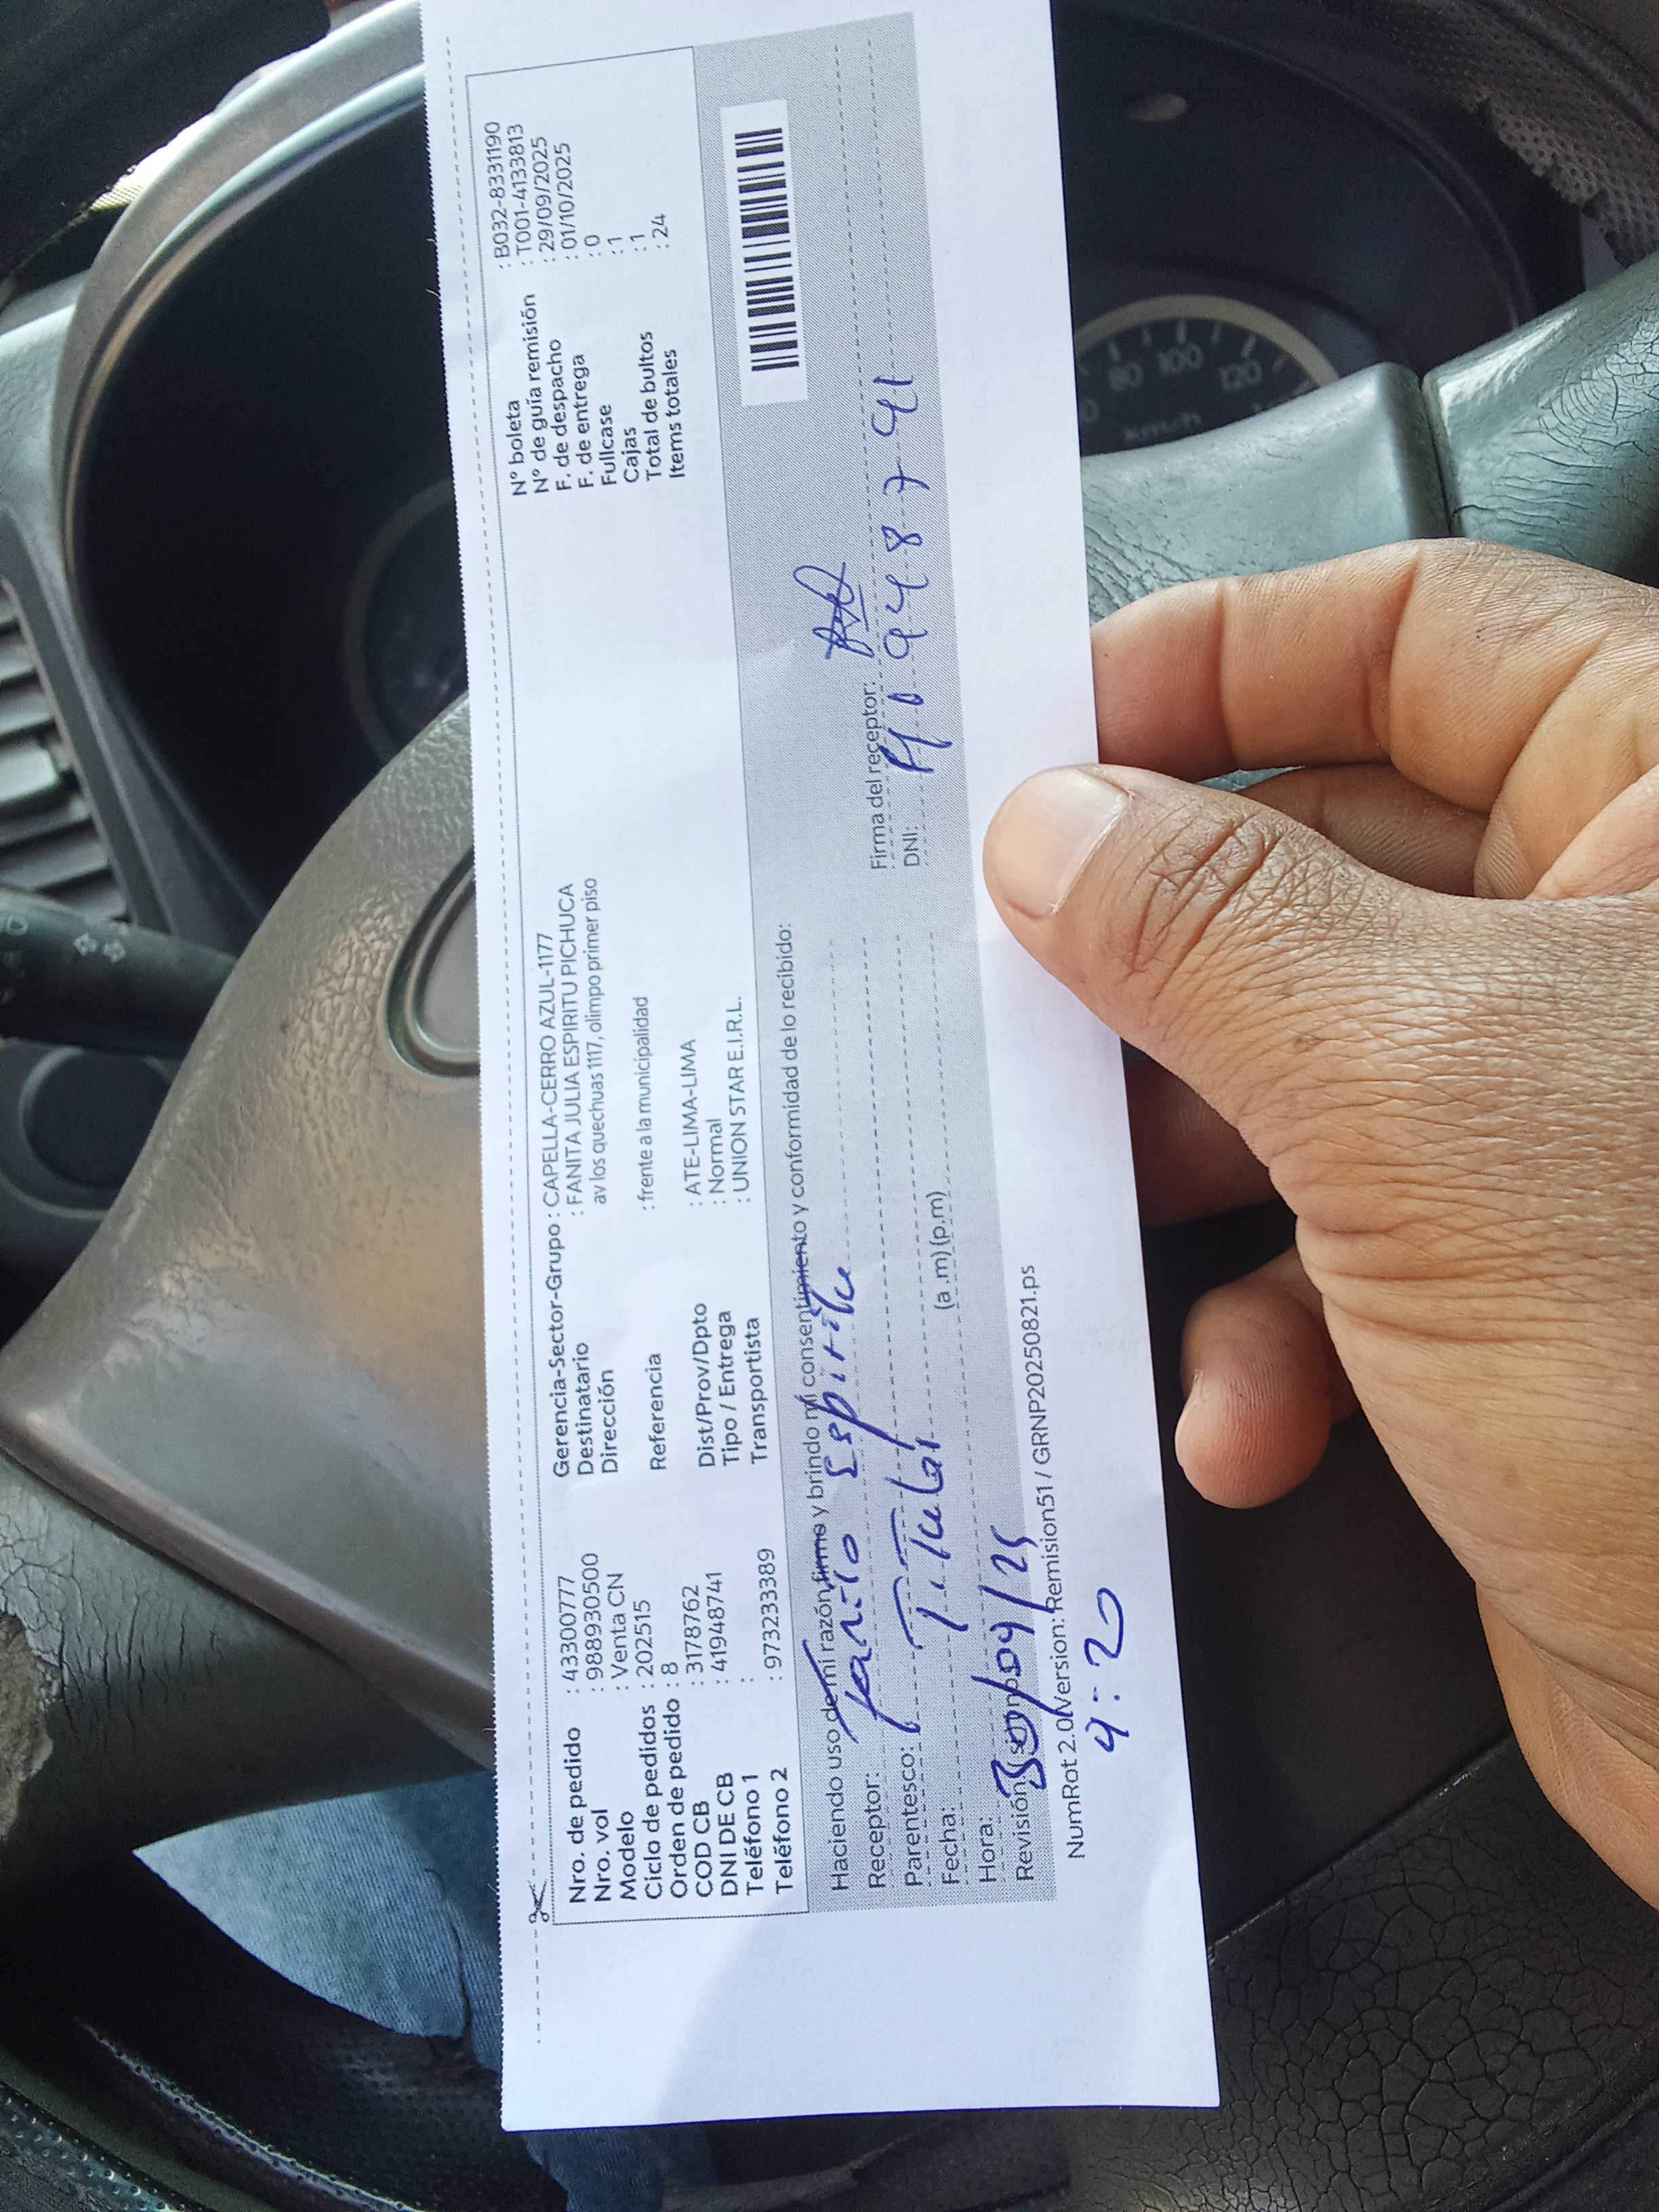 Nro. de pedido : 43300777
Nro. vol : 988930500
Modelo : Venta CN
Ciclo de pedidos : 202515
Orden de pedido : 8
COD CB : 3178762
DNI DE CB : 41948741
Teléfono 1 :
Teléfono 2 : 973233389
Gerencia-Sector-Grupo : CAPELLA-CERRO AZUL-1177
Destinatario : FANITA JULIA ESPIRITU PICHUCA
Dirección av los quechuas 1117, olimpo primer piso
Referencia : frente a la municipalidad
Dist/Prov/Dpto : ATE-LIMA-LIMA
Tipo / Entrega : Normal
Transportista : UNION STAR E.I.R.L.
N° boleta : B032-8331190
N° de guía remisión : T001-4133813
F. de despacho : 29/09/2025
F. de entrega : 01/10/2025
Fullcase : 0
Cajas : 1
Total de bultos : 1
Items totales : 24
Haciendo uso de mi razón, firmo y brindo mi consentimiento y conformidad de lo recibido:
Receptor: Espiritu
Parentesco: Titular
Fecha:
Hora: (a .m) (p.m)
30/09/25
Firma del receptor:
DNI: 41948741
NumRot 2.0/Version: Remision51 / GRNP20250821.ps
4:20